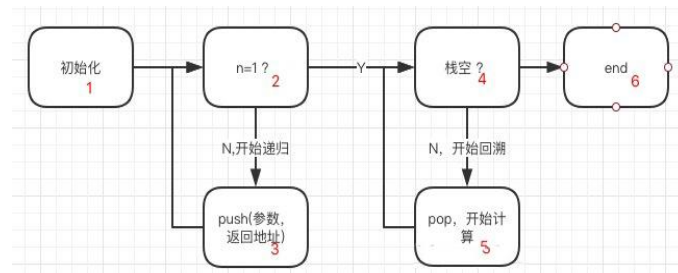 初始化
1
n=1 ?
2
Y
栈空 ?
4
end
6
N,开始递归
N，开始回溯
push(参数，
返回地址)
3
pop，开始计
算
5